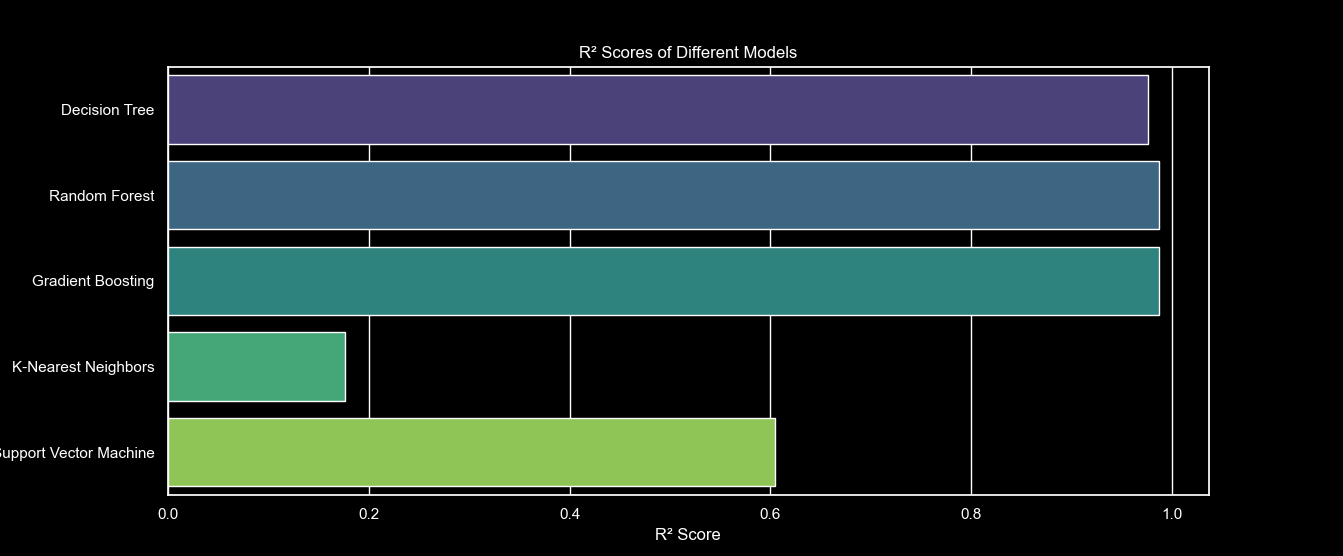 R² Scores of Different Models
Decision Tree
Random Forest
Gradient Boosting
K-Nearest Neighbors
Support Vector Machine
0.0 0.2 0.4 0.6 0.8 1.0
R² Score